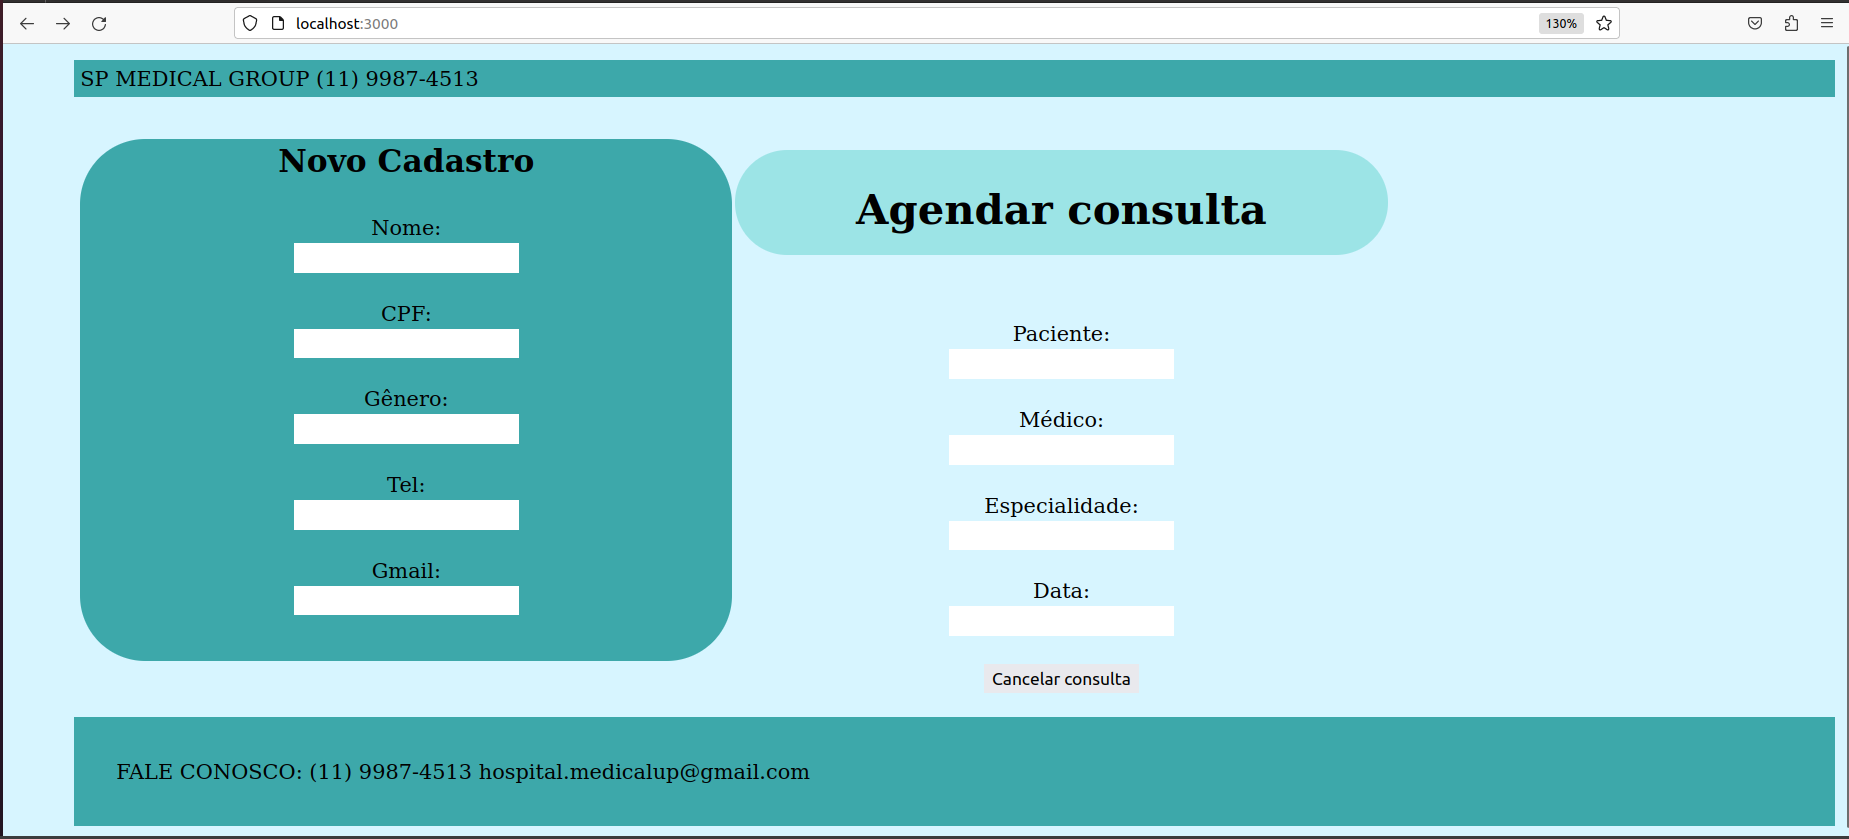 localhost:3000
130%
SP MEDICAL GROUP (11) 9987-4513
Novo Cadastro
Nome:
CPF:
Gênero:
Tel:
Gmail:
Agendar consulta
Paciente:
Médico:
Especialidade:
Data:
Cancelar consulta
FALE CONOSCO: (11) 9987-4513 hospital.medicalup@gmail.com